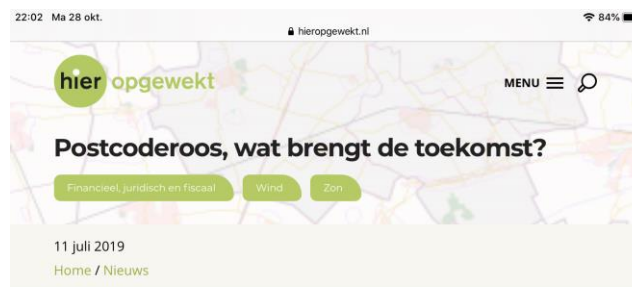 22:02 Ma 28 okt.
84%
hieropgewekt.nl
hier opgewekt
MENU
Postcoderoos, wat brengt de toekomst?
Financieel, juridisch en fiscaal Wind Zon
11 juli 2019
Home / Nieuws